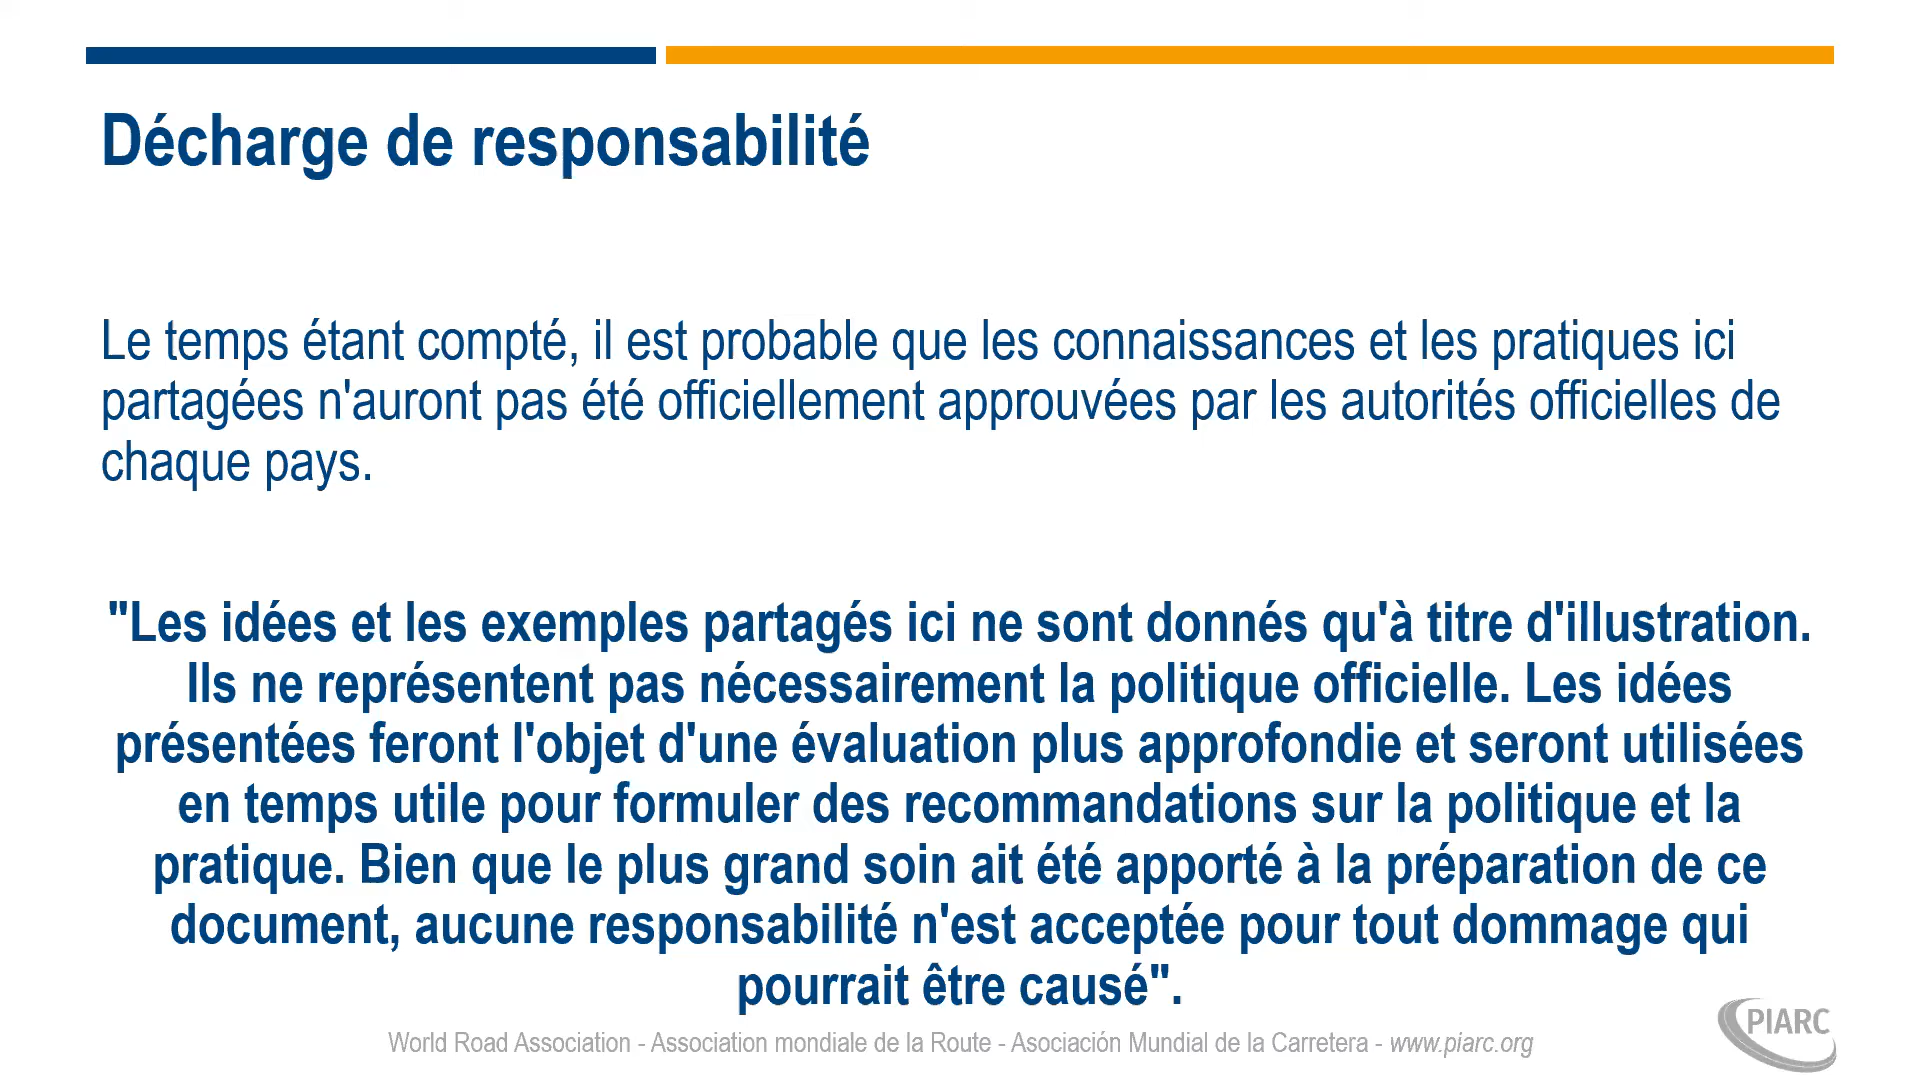 Décharge de responsabilité
Le temps étant compté, il est probable que les connaissances et les pratiques ici
partagées n'auront pas été officiellement approuvées par les autorités officielles de
chaque pays.
"Les idées et les exemples partagés ici ne sont donnés qu'à titre d'illustration.
Ils ne représentent pas nécessairement la politique officielle. Les idées
présentées feront l'objet d'une évaluation plus approfondie et seront utilisées
en temps utile pour formuler des recommandations sur la politique et la
pratique. Bien que le plus grand soin ait été apporté à la préparation de ce
document, aucune responsabilité n'est acceptée pour tout dommage qui
pourrait être causé".
World Road Association - Association mondiale de la Route - Asociación Mundial de la Carretera - www.piarc.org
PIARC